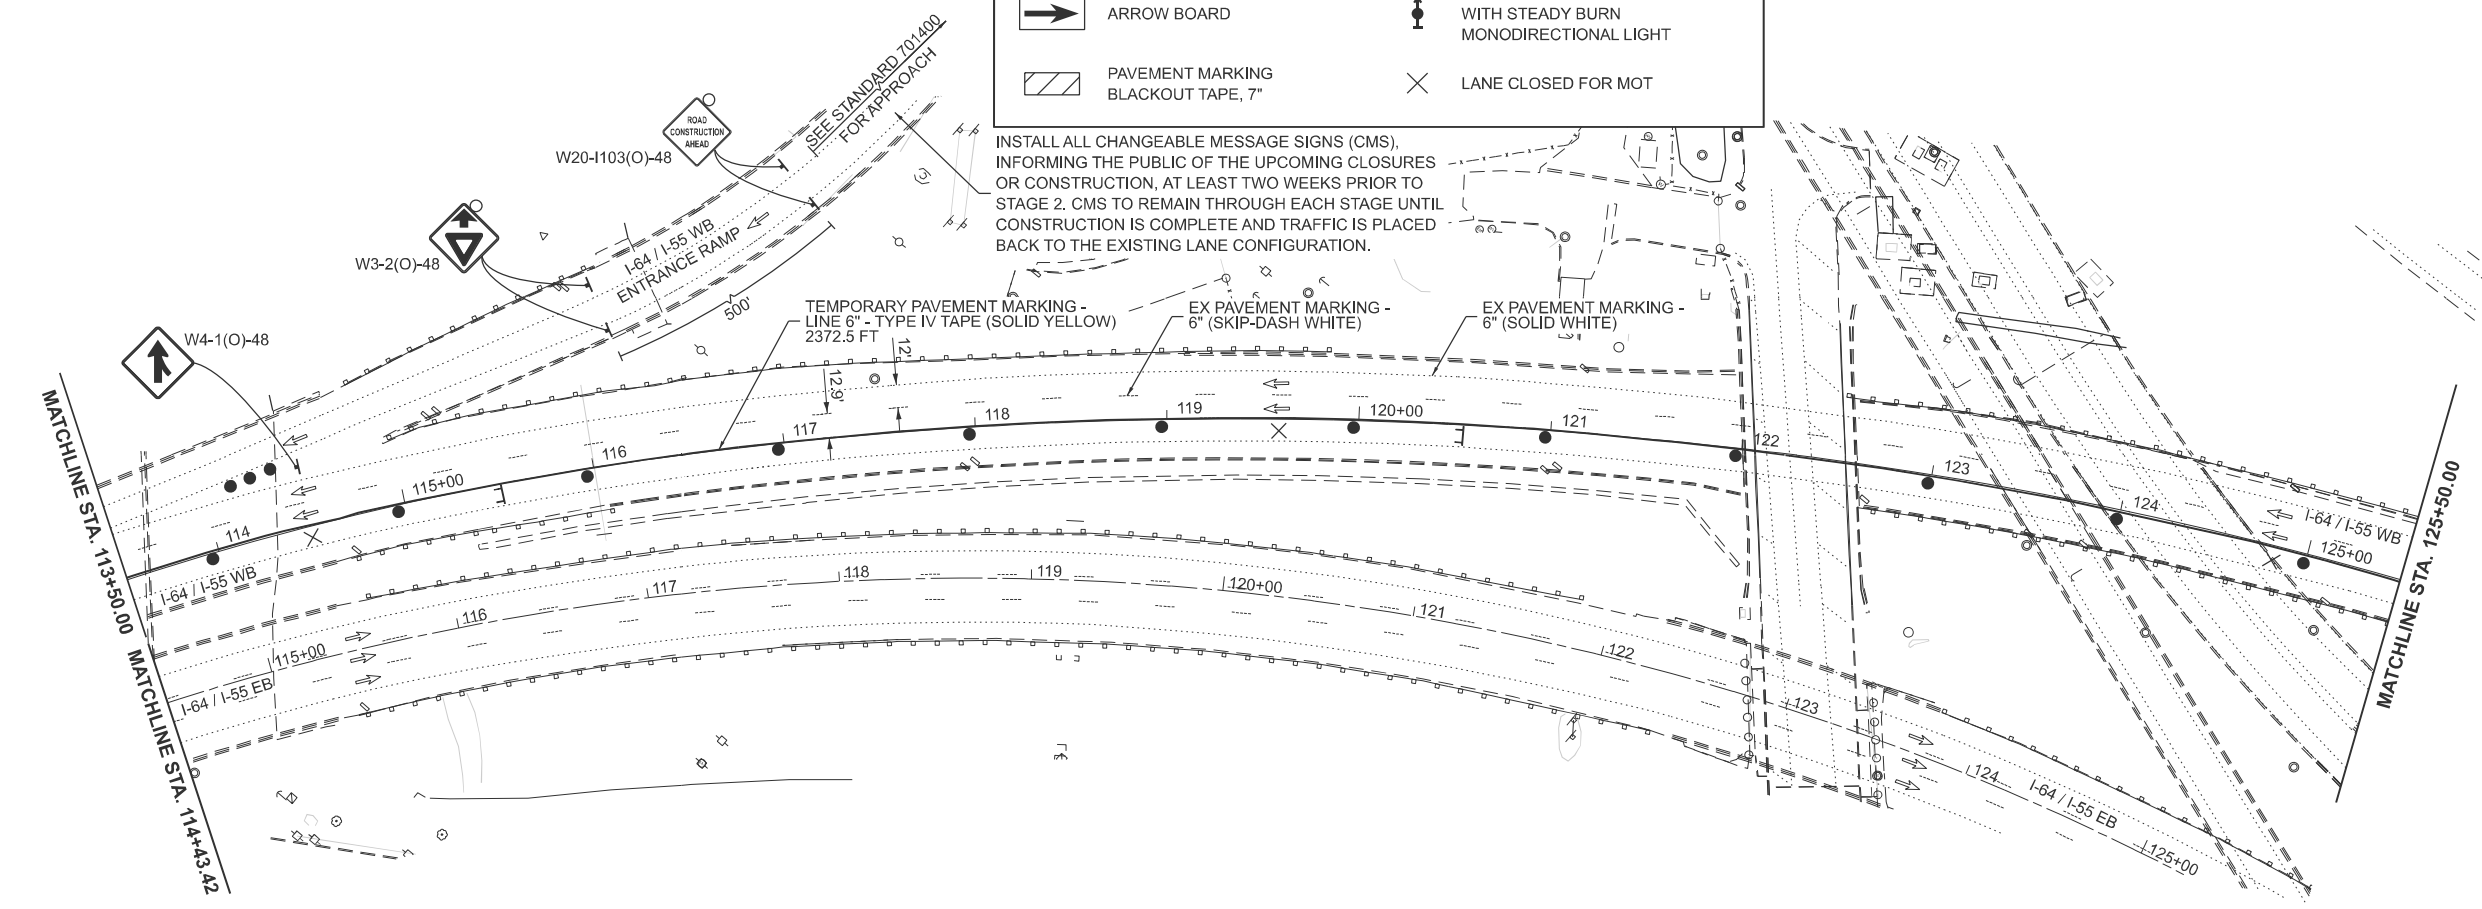 ARROW BOARD
WITH STEADY BURN
MONODIRECTIONAL LIGHT
PAVEMENT MARKING
BLACKOUT TAPE, 7"
LANE CLOSED FOR MOT
SEE STANDARD 701400
FOR APPROACH
ROAD
CONSTRUCTION
AHEAD
W20-I103(O)-48
INSTALL ALL CHANGEABLE MESSAGE SIGNS (CMS),
INFORMING THE PUBLIC OF THE UPCOMING CLOSURES
OR CONSTRUCTION, AT LEAST TWO WEEKS PRIOR TO
STAGE 2. CMS TO REMAIN THROUGH EACH STAGE UNTIL
CONSTRUCTION IS COMPLETE AND TRAFFIC IS PLACED
BACK TO THE EXISTING LANE CONFIGURATION.
W3-2(O)-48
I-64 / I-55 WB
ENTRANCE RAMP
500'
W4-1(O)-48
TEMPORARY PAVEMENT MARKING -
LINE 6" - TYPE IV TAPE (SOLID YELLOW)
2372.5 FT
EX PAVEMENT MARKING -
6" (SKIP-DASH WHITE)
EX PAVEMENT MARKING -
6" (SOLID WHITE)
12'
12.9'
MATCHLINE STA. 113+50.00
114
115+00
116
117
118
119
120+00
121
122
123
124
125+00
I-64 / I-55 WB
I-64 / I-55 WB
MATCHLINE STA. 125+50.00
MATCHLINE STA. 114+43.42
I-64 / I-55 EB
115+00
116
117
118
119
120+00
121
122
123
124
125+00
I-64 / I-55 EB